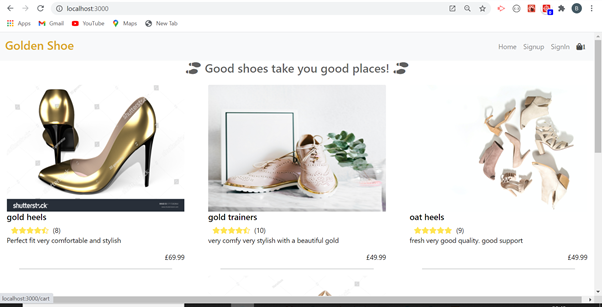 localhost:3000
Apps Gmail YouTube Maps New Tab
Golden Shoe
Home Signup SignIn
Good shoes take you good places!
shutterstock
gold heels
(8)
Perfect fit very comfortable and stylish
£69.99
gold trainers
(10)
very comfy very stylish with a beautiful gold
£49.99
oat heels
(9)
fresh very good quality. good support
£49.99
localhost:3000/cart